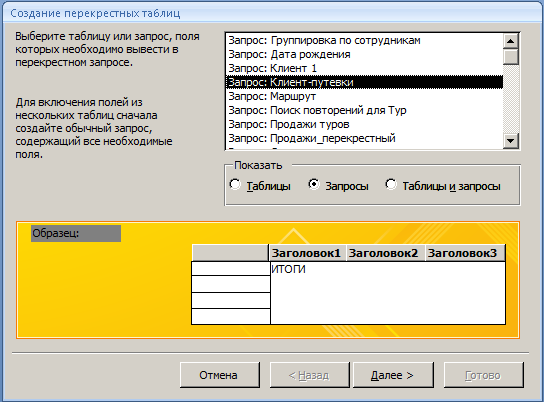 Создание перекрестных таблиц
Выберите таблицу или запрос, поля
которых необходимо вывести в
перекрестном запросе.
Для включения полей из
нескольких таблиц сначала
создайте обычный запрос,
содержащий все необходимые
поля.
Запрос: Группировка по сотрудникам
Запрос: Дата рождения
Запрос: Клиент 1
Запрос: Клиент-путевки
Запрос: Маршрут
Запрос: Поиск повторений для Тур
Запрос: Продажи туров
Запрос: Продажи_перекрестный
Показать
Таблицы Запросы Таблицы и запросы
Образец:
Заголовок1 Заголовок2 Заголовок3
ИТОГИ
Отмена < Назад Далее > Готово